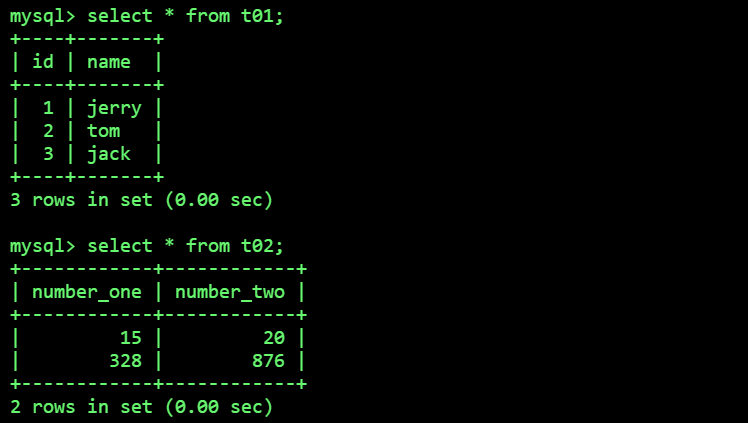 mysql> select * from t01;
+----+-------+
| id | name  |
+----+-------+
|  1 | jerry |
|  2 | tom   |
|  3 | jack  |
+----+-------+
3 rows in set (0.00 sec)

mysql> select * from t02;
+------------+------------+
| number_one | number_two |
+------------+------------+
|         15 |         20 |
|        328 |        876 |
+------------+------------+
2 rows in set (0.00 sec)